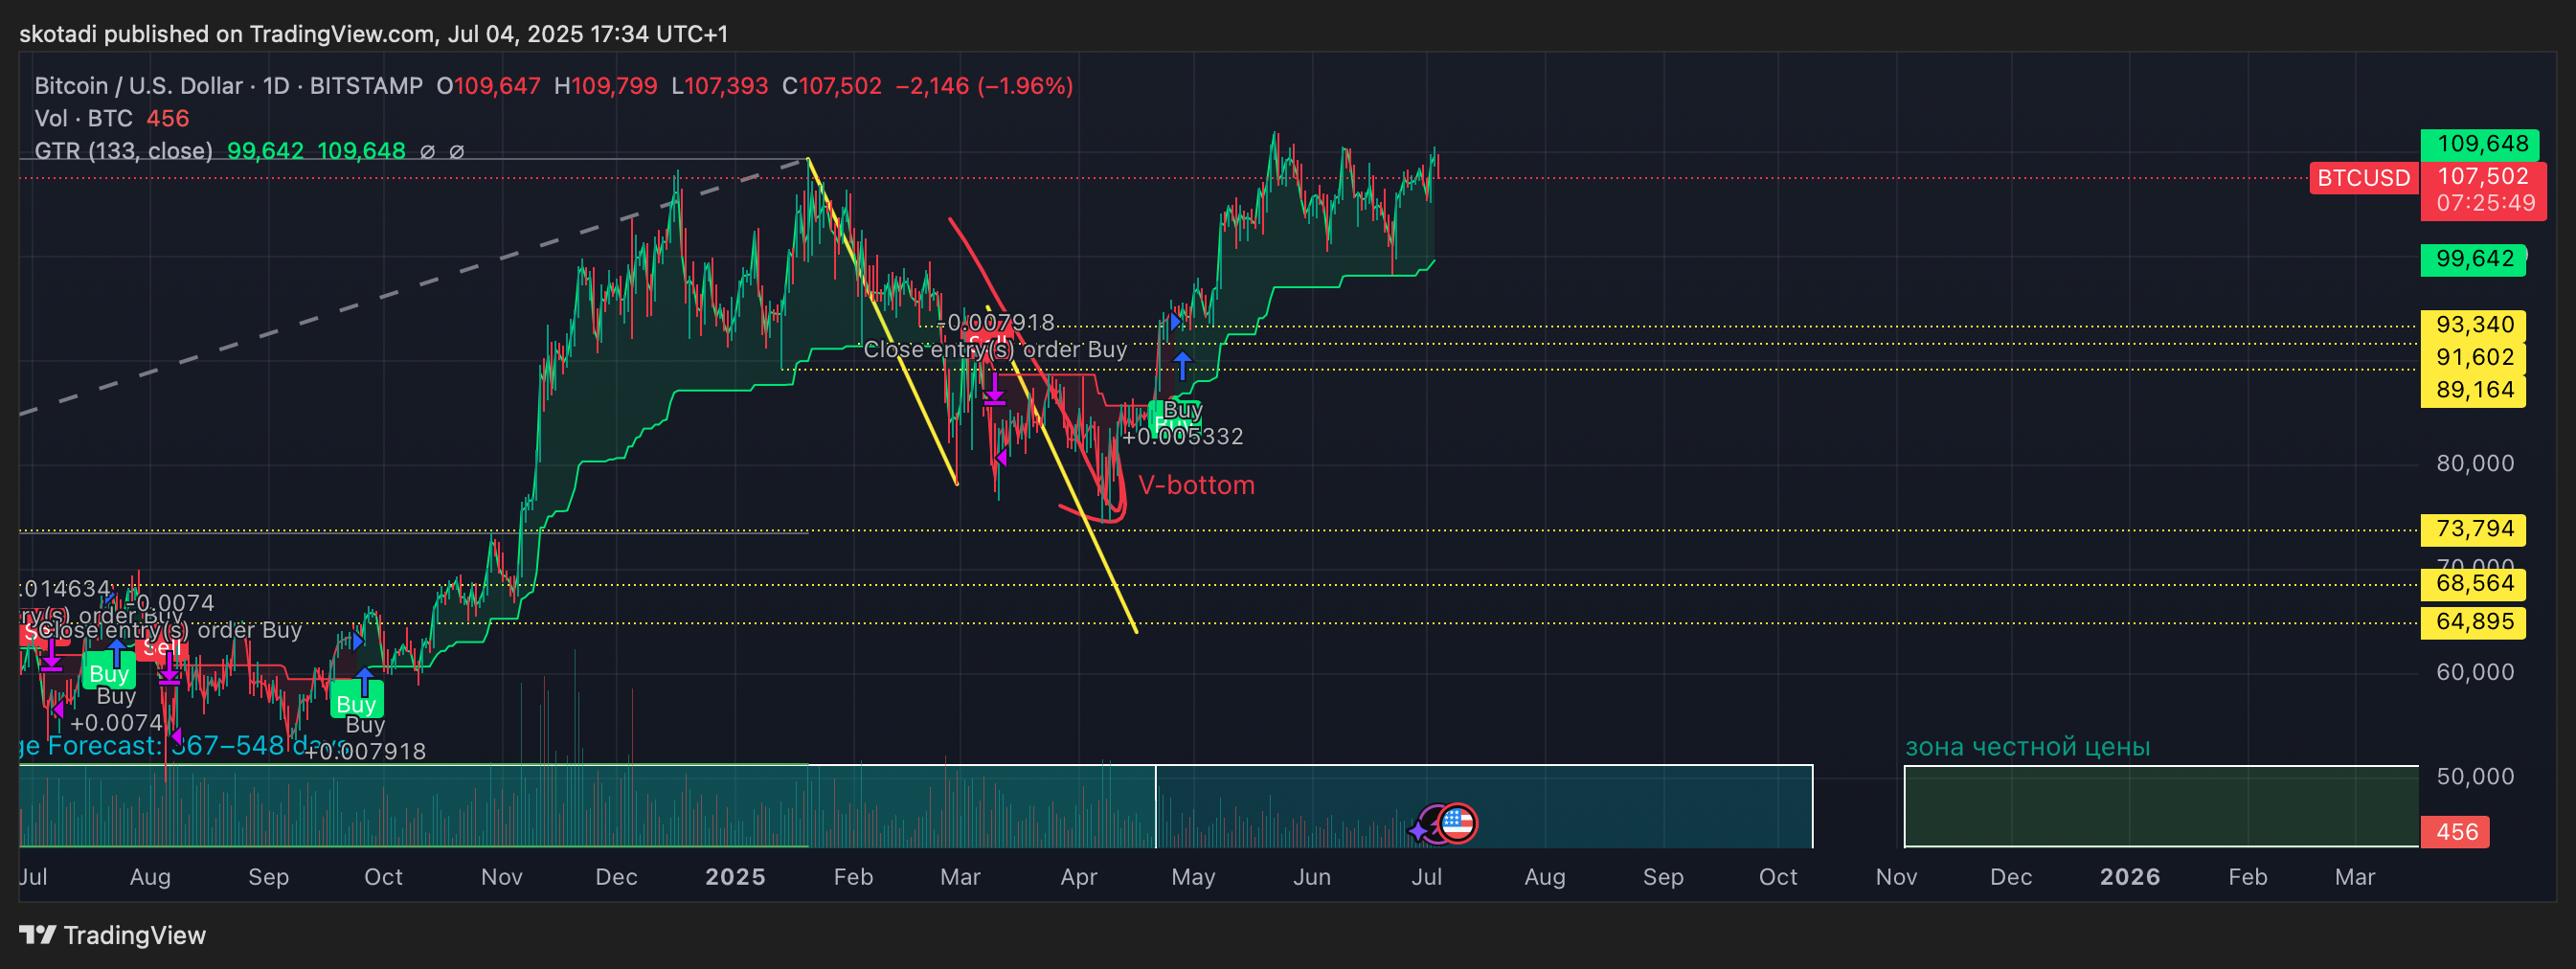 skotadi published on TradingView.com, Jul 04, 2025 17:34 UTC+1
Bitcoin / U.S. Dollar · 1D · BITSTAMP O109,647 H109,799 L107,393 C107,502 −2,146 (−1.96%)
Vol · BTC 456
GTR (133, close) 99,642 109,648 ∅ ∅
109,648
BTCUSD 107,502
07:25:49
99,642
93,340
91,602
89,164
80,000
73,794
70,000
68,564
64,895
60,000
50,000
456
-0.007918
Sell
Close entry(s) order Buy
Buy
Buy
+0.005332
V-bottom
.014634
-0.0074
ry(s) order Buy
Close entry(s) order Buy
Sell
Buy
Buy
+0.0074
Buy
Buy
+0.007918
ge Forecast: 367–548 days
зона честной цены
Jul Aug Sep Oct Nov Dec 2025 Feb Mar Apr May Jun Jul Aug Sep Oct Nov Dec 2026 Feb Mar
TradingView